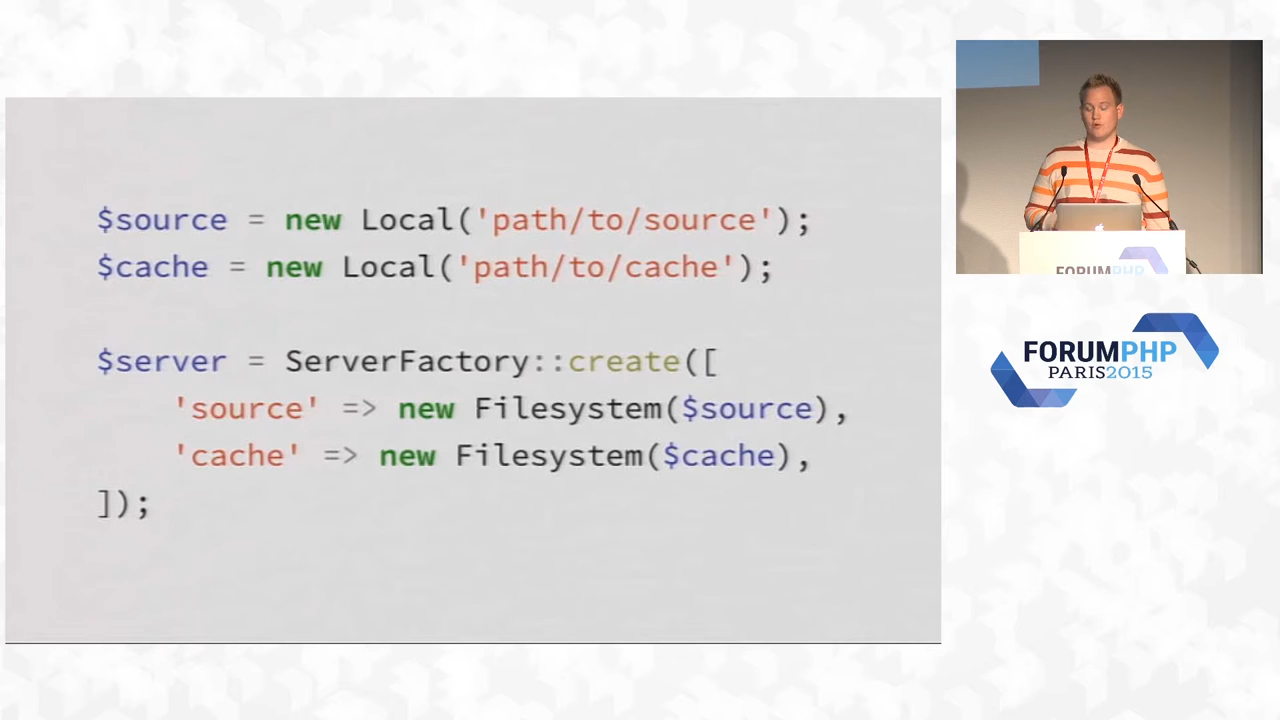 $source = new Local('path/to/source');
$cache = new Local('path/to/cache');
$server = ServerFactory::create([
    'source' => new Filesystem($source),
    'cache' => new Filesystem($cache),
]);
FORUMPHP
FORUMPHP
PARIS2015